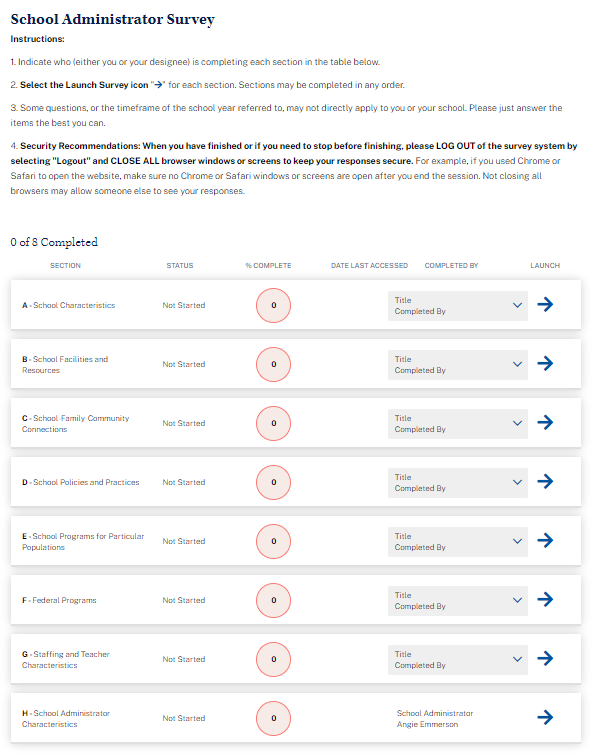 School Administrator Survey
Instructions:
1. Indicate who (either you or your designee) is completing each section in the table below.
2. Select the Launch Survey icon "→" for each section. Sections may be completed in any order.
3. Some questions, or the timeframe of the school year referred to, may not directly apply to you or your school. Please just answer the
items the best you can.
4. Security Recommendations: When you have finished or if you need to stop before finishing, please LOG OUT of the survey system by
selecting "Logout" and CLOSE ALL browser windows or screens to keep your responses secure. For example, if you used Chrome or
Safari to open the website, make sure no Chrome or Safari windows or screens are open after you end the session. Not closing all
browsers may allow someone else to see your responses.
0 of 8 Completed
SECTION STATUS % COMPLETE DATE LAST ACCESSED COMPLETED BY LAUNCH
A - School Characteristics Not Started 0 Title
Completed By
B - School Facilities and Not Started 0 Title
Resources Completed By
C - School-Family-Community Not Started 0 Title
Connections Completed By
D - School Policies and Practices Not Started 0 Title
Completed By
E - School Programs for Particular Not Started 0 Title
Populations Completed By
F - Federal Programs Not Started 0 Title
Completed By
G - Staffing and Teacher Not Started 0 Title
Characteristics Completed By
H - School Administrator Not Started 0 School Administrator
Characteristics Angie Emmerson